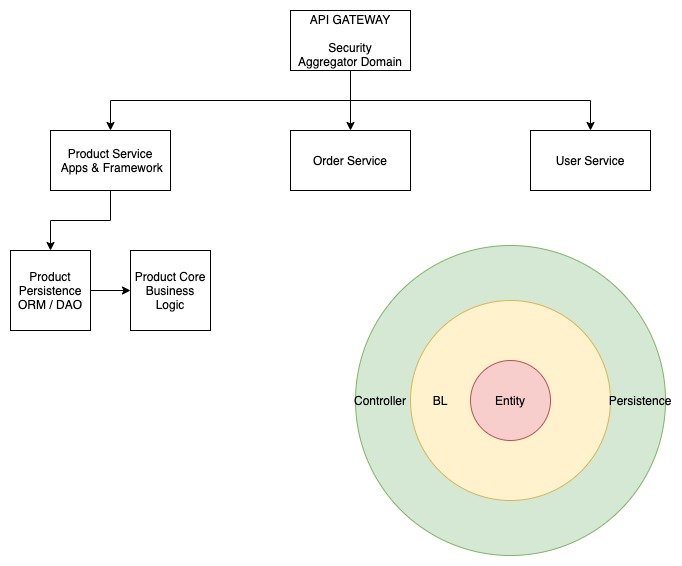 API GATEWAY
Security
Aggregator Domain
Product Service
Apps & Framework
Order Service
User Service
Product
Persistence
ORM / DAO
Product Core
Business
Logic
Controller
BL
Entity
Persistence